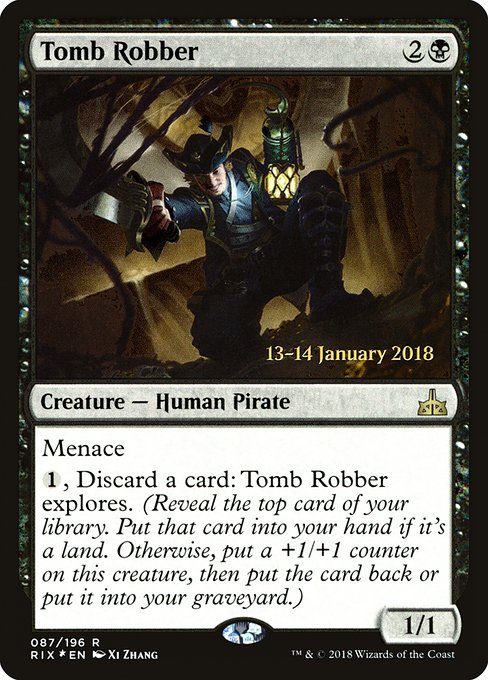 Tomb Robber 2
13–14 January 2018
Creature — Human Pirate
Menace
1, Discard a card: Tomb Robber
explores. (Reveal the top card of your
library. Put that card into your hand if it's
a land. Otherwise, put a +1/+1 counter
on this creature, then put the card back or
put it into your graveyard.)
1/1
087/196 R
RIX★EN Xi Zhang
™ & © 2018 Wizards of the Coast